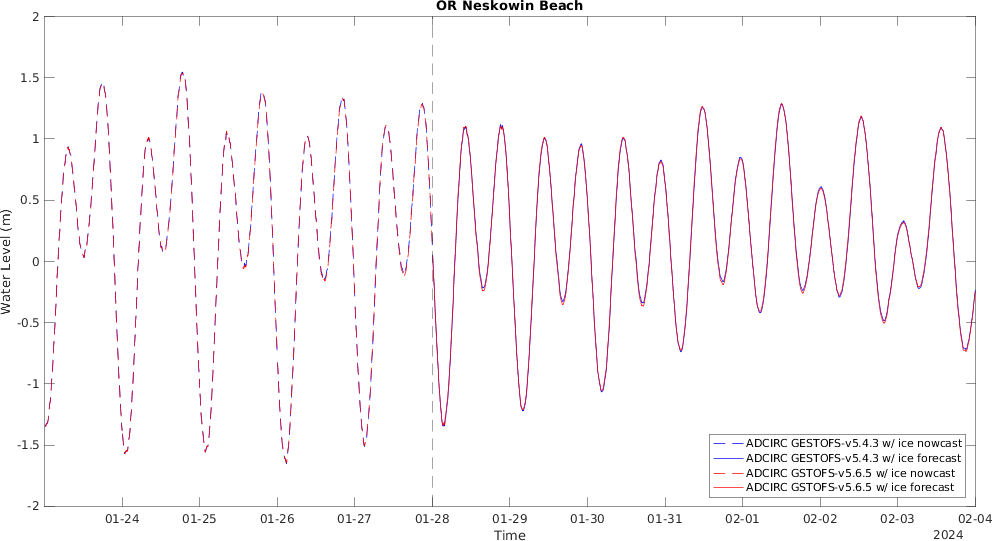 OR Neskowin Beach
2
1.5
1
0.5
0
-0.5
-1
-1.5
-2
Water Level (m)
ADCIRC GESTOFS-v5.4.3 w/ ice nowcast
ADCIRC GESTOFS-v5.4.3 w/ ice forecast
ADCIRC GSTOFS-v5.6.5 w/ ice nowcast
ADCIRC GSTOFS-v5.6.5 w/ ice forecast
01-24 01-25 01-26 01-27 01-28 01-29 01-30 01-31 02-01 02-02 02-03 02-04
Time
2024